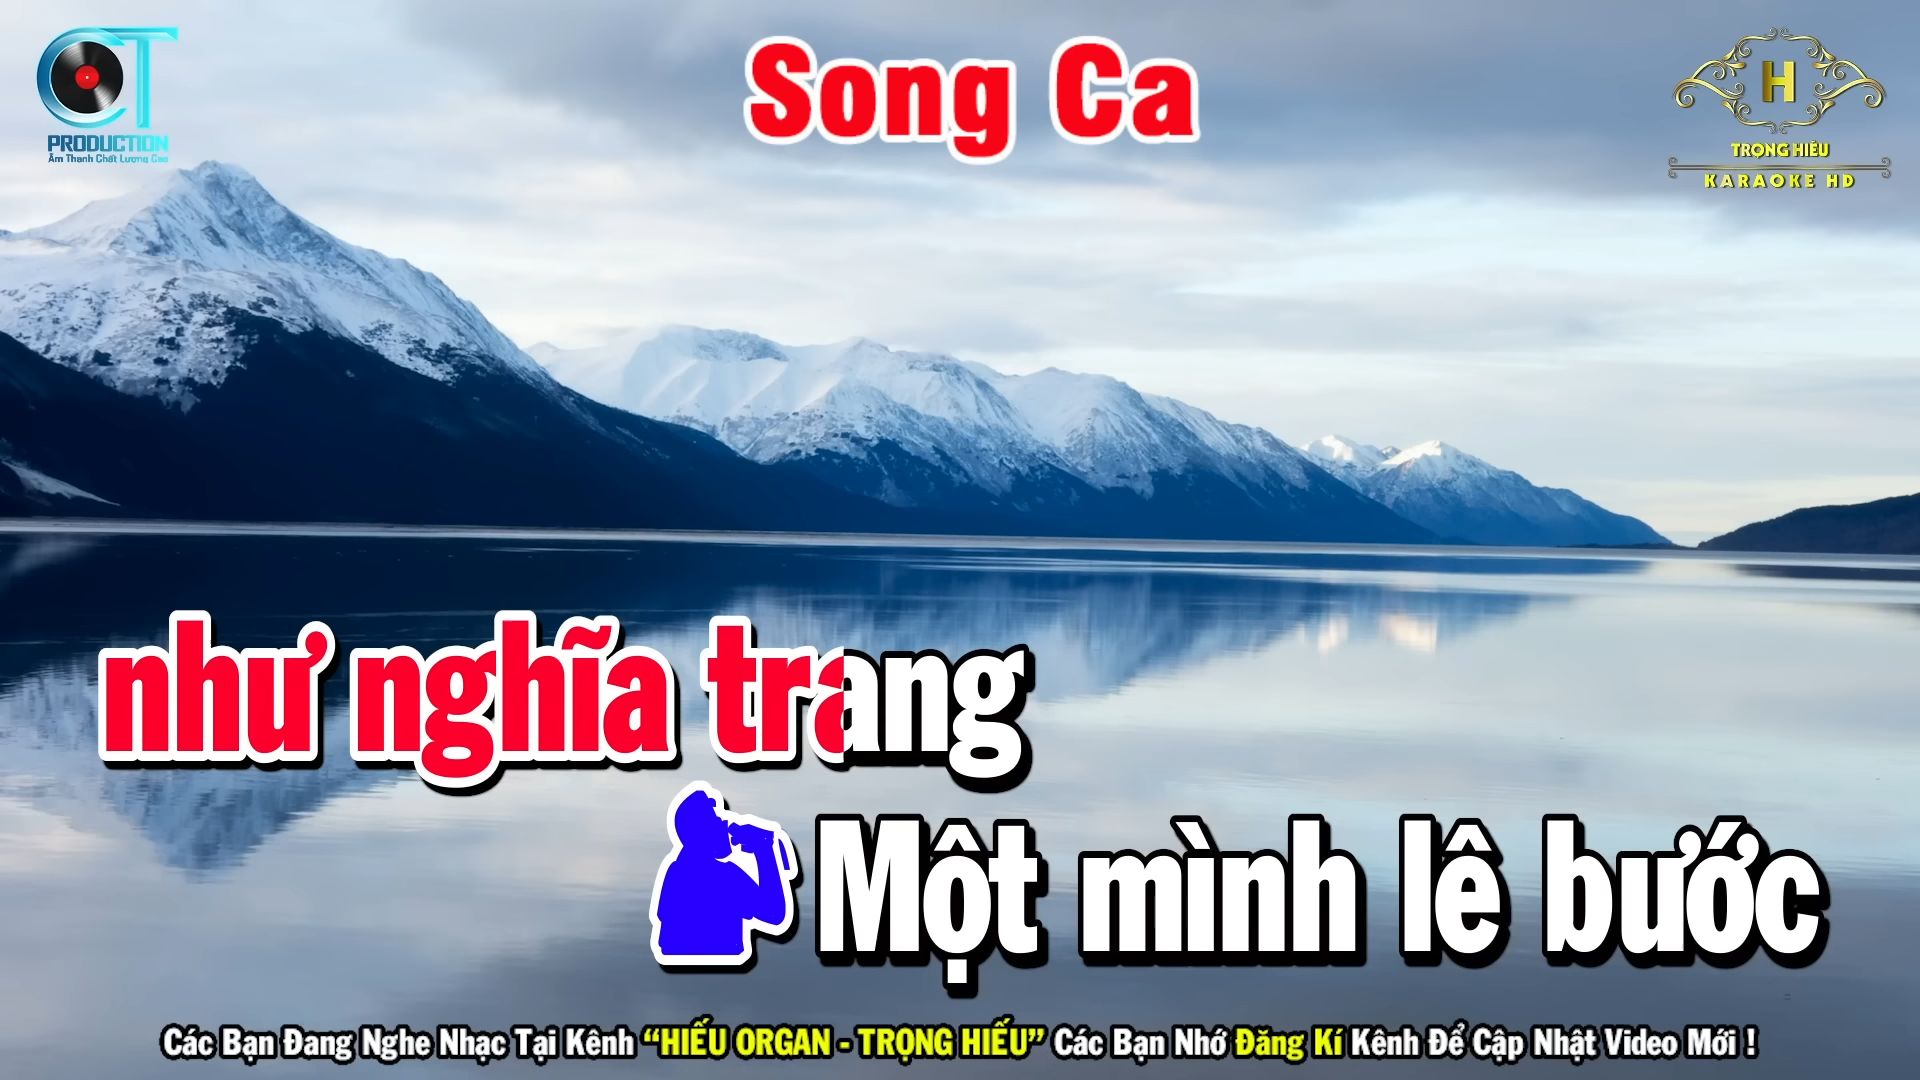 Song Ca
CT
PRODUCTION
Âm Thanh Chất Lượng Cao
H
TRỌNG HIẾU
KARAOKE HD
như nghĩa trang
Một mình lê bước
Các Bạn Đang Nghe Nhạc Tại Kênh “HIẾU ORGAN - TRỌNG HIẾU” Các Bạn Nhớ Đăng Kí Kênh Để Cập Nhật Video Mới !